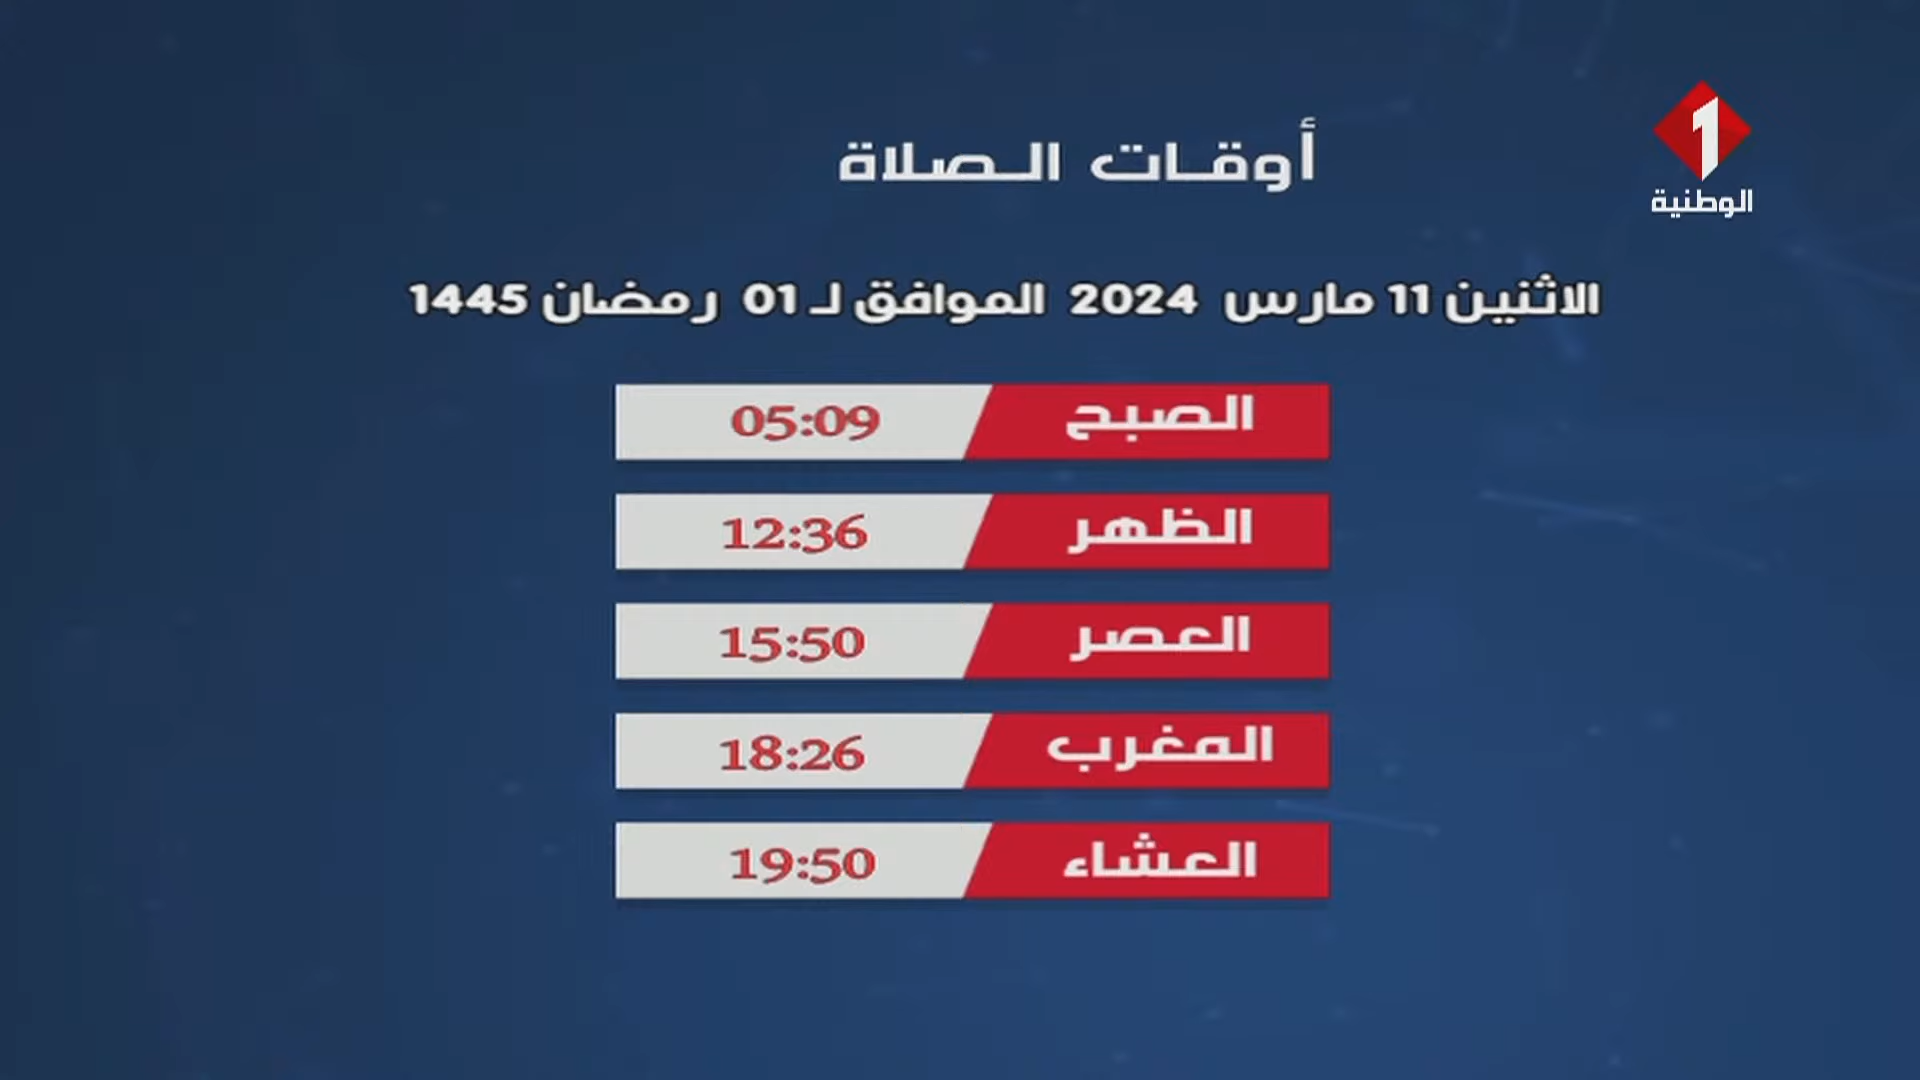 أوقات الصلاة
1
الوطنية
الاثنين 11 مارس 2024 الموافق لـ 01 رمضان 1445
الصبح 05:09
الظهر 12:36
العصر 15:50
المغرب 18:26
العشاء 19:50